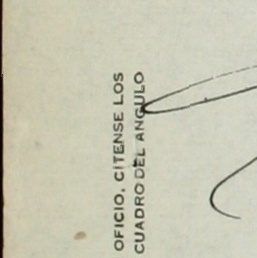 OFICIO, CITENSE LOS
CUADRO DEL ANGULO